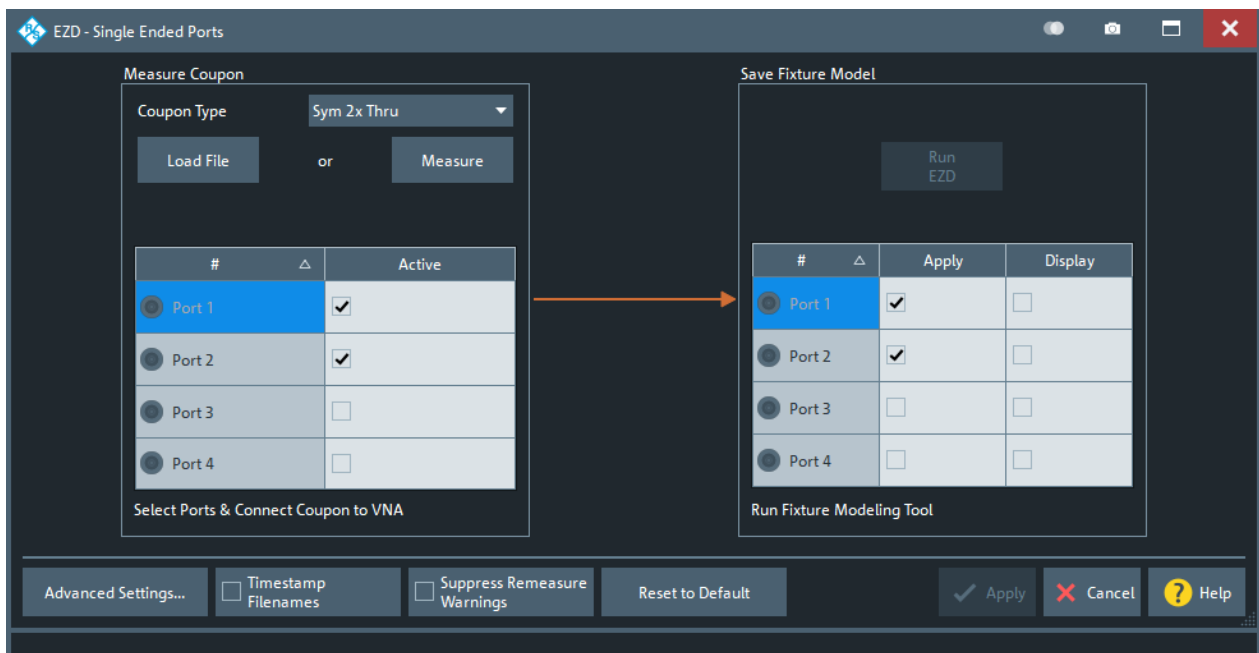 EZD - Single Ended Ports
Measure Coupon
Coupon Type
Sym 2x Thru
Load File
or
Measure
# Active
Port 1
Port 2
Port 3
Port 4
Select Ports & Connect Coupon to VNA
Save Fixture Model
Run
EZD
# Apply Display
Port 1
Port 2
Port 3
Port 4
Run Fixture Modeling Tool
Advanced Settings...
Timestamp
Filenames
Suppress Remeasure
Warnings
Reset to Default
Apply
Cancel
? Help